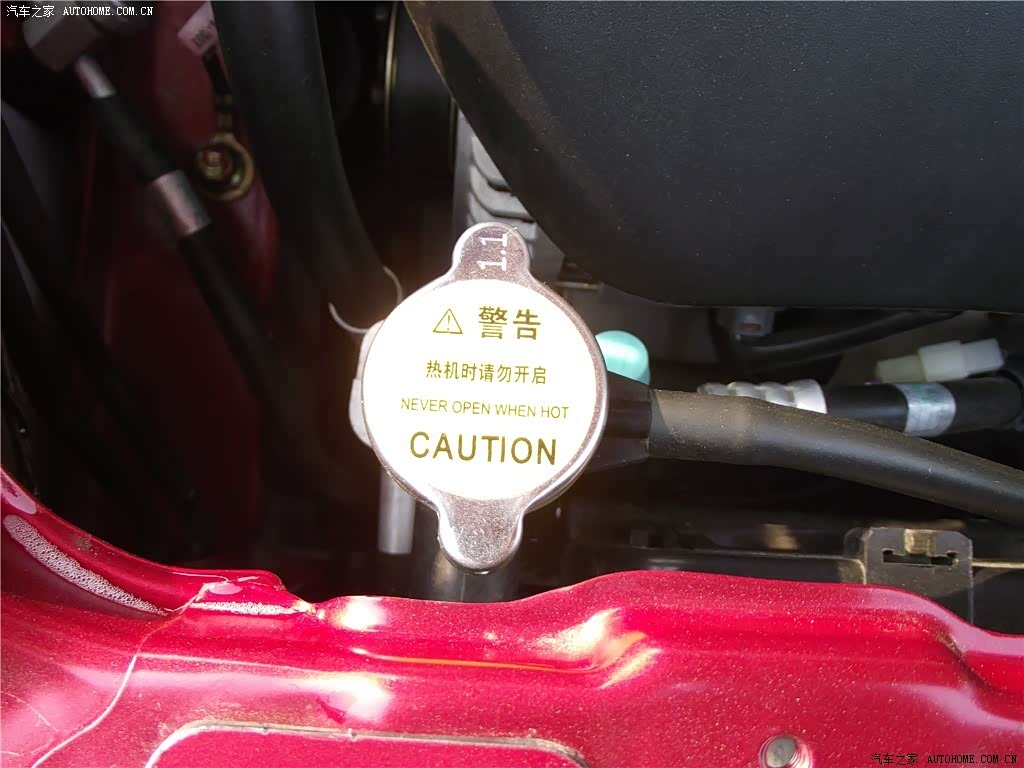 汽车之家 AUTOHOME.COM.CN
1.1
警告
热机时请勿开启
NEVER OPEN WHEN HOT
CAUTION
汽车之家 AUTOHOME.COM.CN